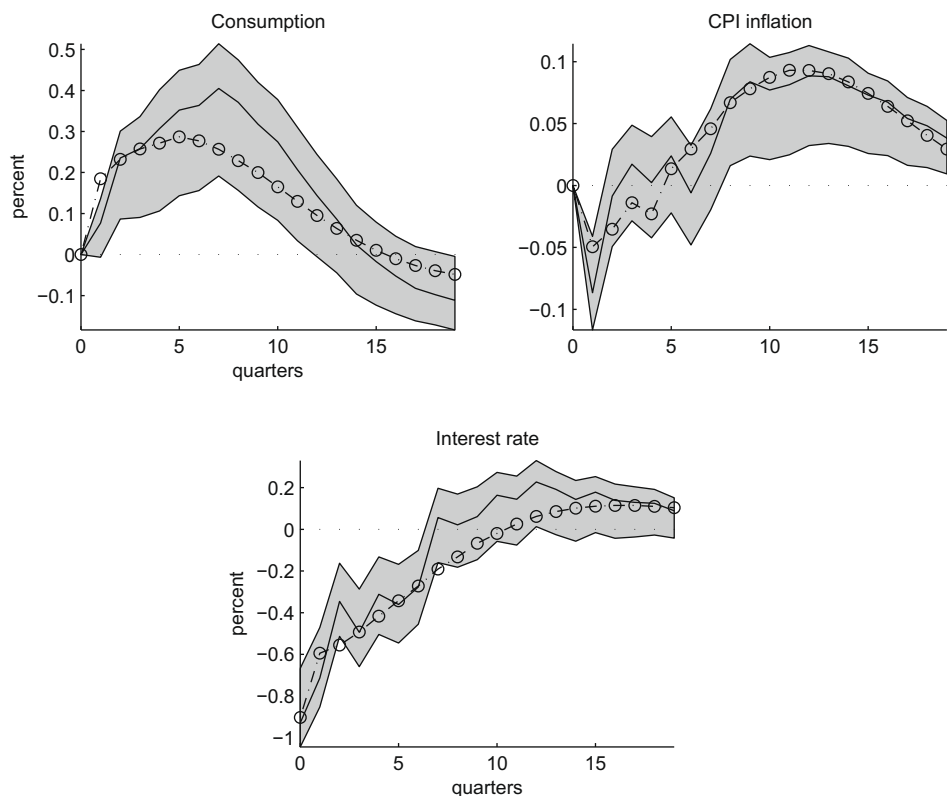 Consumption
0.5
0.4
0.3
0.2
0.1
0
−0.1
percent
0 5 10 15
quarters
CPI inflation
0.1
0.05
0
−0.05
−0.1
0 5 10 15
Interest rate
0.2
0
−0.2
−0.4
−0.6
−0.8
−1
percent
0 5 10 15
quarters